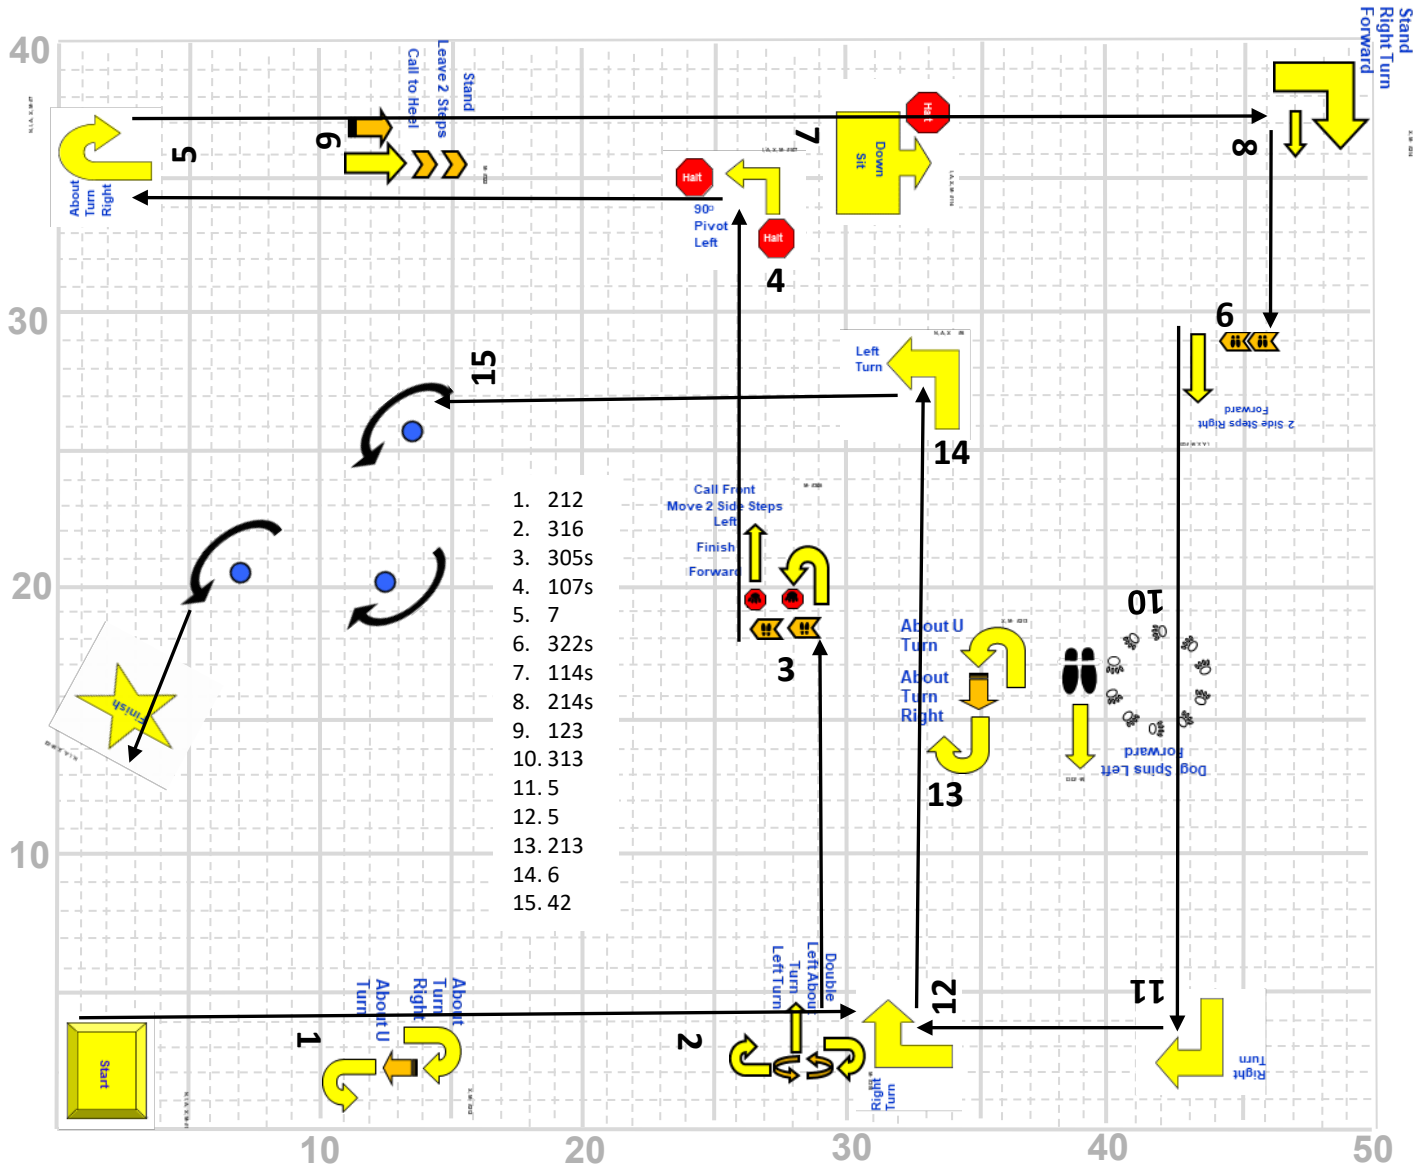 40
30
20
10
10
20
30
40
50
Stand
Right Turn
Forward
8
Stand
Leave 2 Steps
Call to Heel
6
5
About
Turn
Right
7
Down
Sit
Halt
Halt
90
Pivot
Left
Halt
4
9
2 Side Steps Right
Forward
Left
Turn
14
15
Call Front
Move 2 Side Steps
Left
Finish
Forward
3
1. 212
2. 316
3. 305s
4. 107s
5. 7
6. 322s
7. 114s
8. 214s
9. 123
10. 313
11. 5
12. 5
13. 213
14. 6
15. 42
10
Dog Spins Left
Forward
About U
Turn
About
Turn
Right
13
Finish
Start
1
About
Turn
Right
About U
Turn
2
Double
Left About
Turn
Left Turn
12
Right
Turn
11
Right
Turn